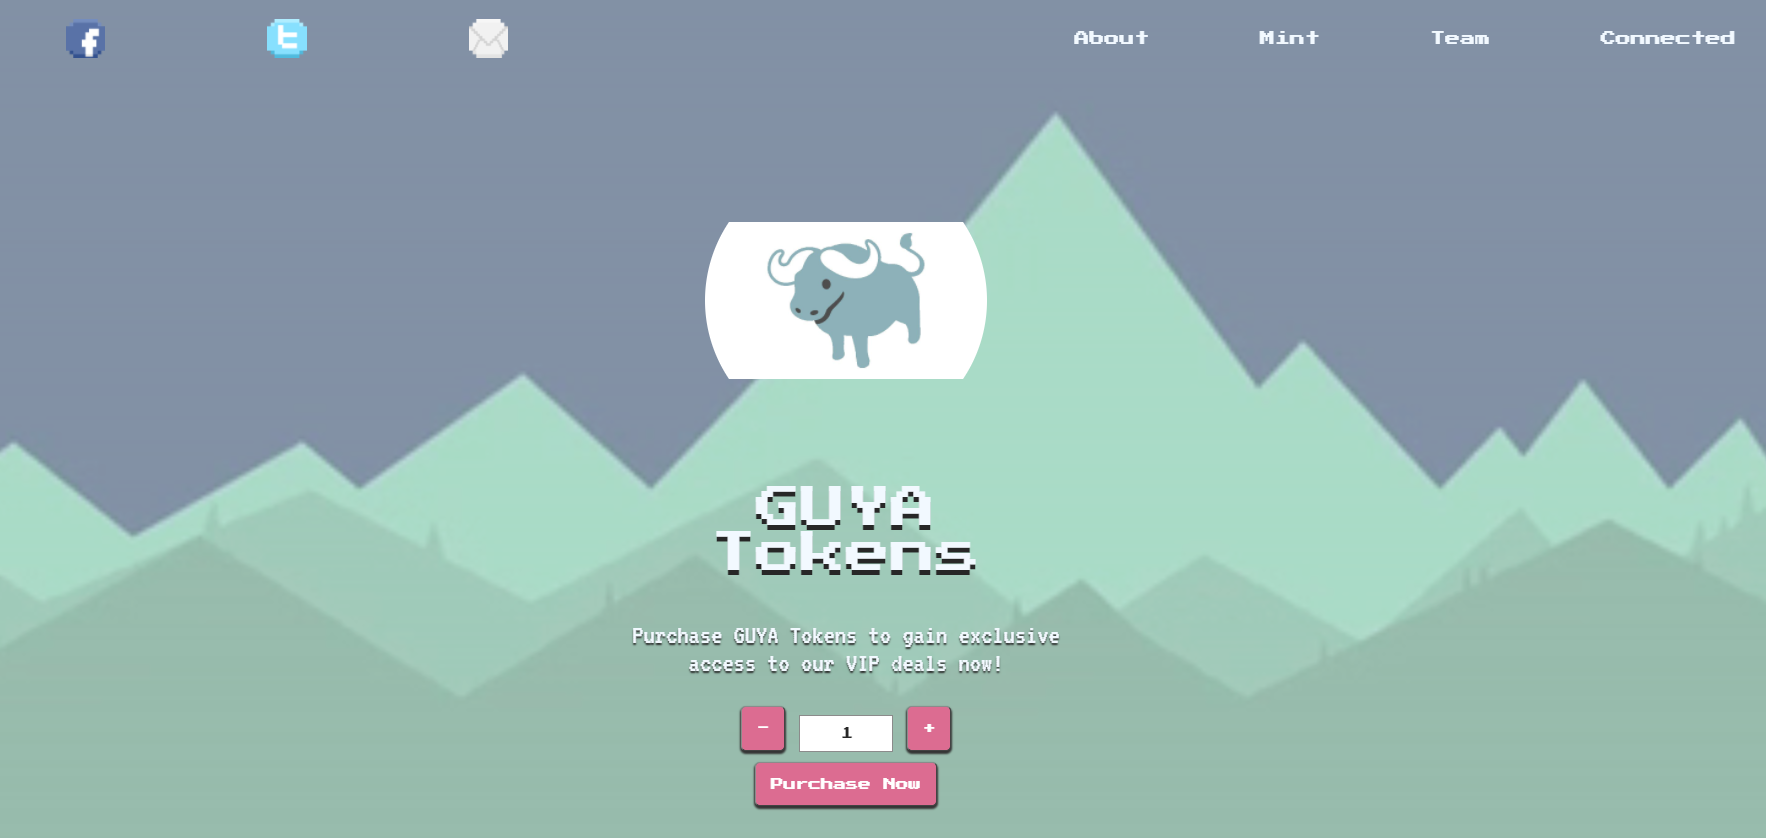 About
Mint
Team
Connected
GUYA
Tokens
Purchase GUYA Tokens to gain exclusive
access to our VIP deals now!
- 1 +
Purchase Now